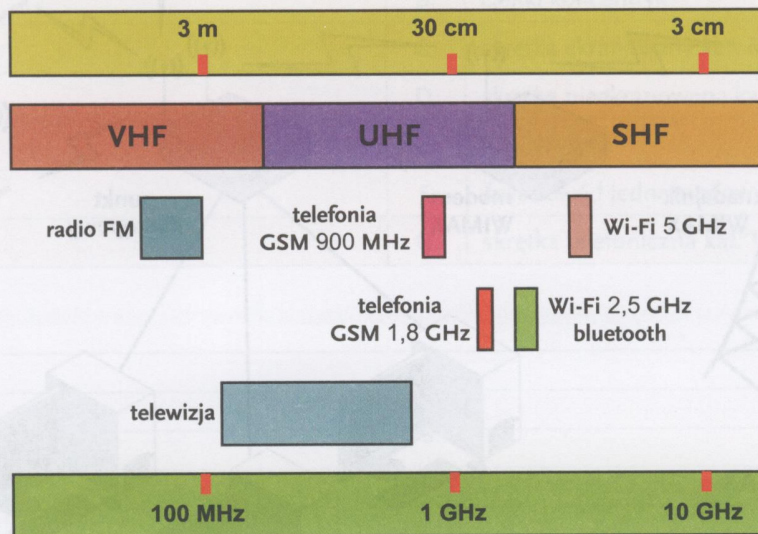 3 m 30 cm 3 cm
VHF UHF SHF
radio FM
telefonia
GSM 900 MHz
Wi-Fi 5 GHz
telefonia
GSM 1,8 GHz
Wi-Fi 2,5 GHz
bluetooth
telewizja
100 MHz 1 GHz 10 GHz